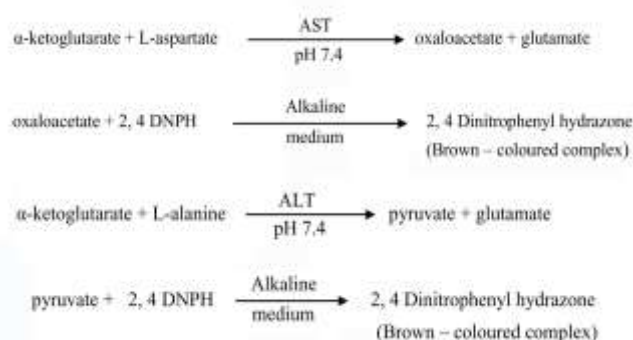 α-ketoglutarate + L-aspartate AST pH 7.4 oxaloacetate + glutamate
oxaloacetate + 2, 4 DNPH Alkaline medium 2, 4 Dinitrophenyl hydrazone
(Brown – coloured complex)
α-ketoglutarate + L-alanine ALT pH 7.4 pyruvate + glutamate
pyruvate + 2, 4 DNPH Alkaline medium 2, 4 Dinitrophenyl hydrazone
(Brown – coloured complex)